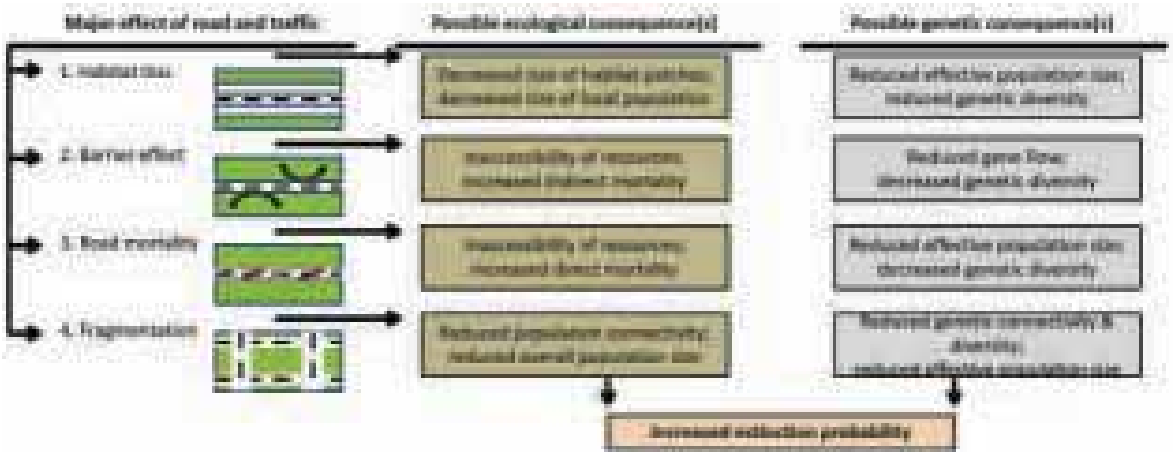 Major effect of road and traffic
Possible ecological consequence(s)
Possible genetic consequence(s)
1. Habitat loss
Decreased size of habitat patches;
decreased size of local population
Reduced effective population size;
reduced genetic diversity
2. Barrier effect
Inaccessibility of resources;
increased indirect mortality
Reduced gene flow;
decreased genetic diversity
3. Road mortality
Inaccessibility of resources;
increased direct mortality
Reduced effective population size;
decreased genetic diversity
4. Fragmentation
Reduced population connectivity;
reduced overall population size
Reduced genetic connectivity &
diversity;
reduced effective population size
Increased extinction probability